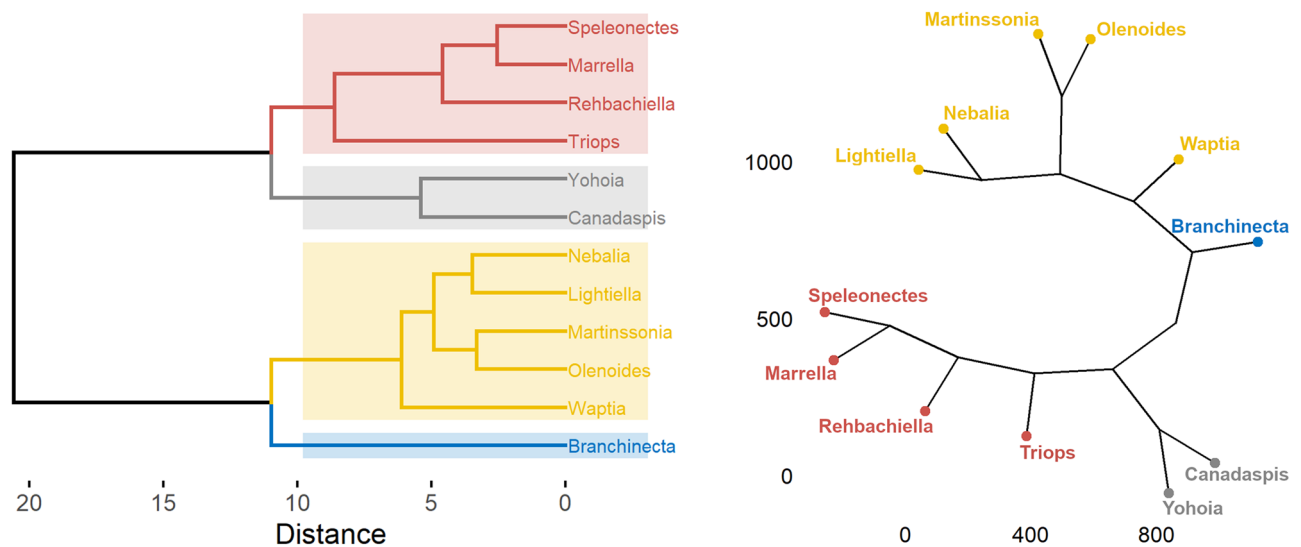 Speleonectes
Marrella
Rehbachiella
Triops
Yohoia
Canadaspis
Nebalia
Lightiella
Martinssonia
Olenoides
Waptia
Branchinecta
20 15 10 5 0
Distance
Martinssonia
Olenoides
Nebalia
Lightiella
Waptia
Branchinecta
Speleonectes
Marrella
Rehbachiella
Triops
Canadaspis
Yohoia
1000
500
0
0 400 800